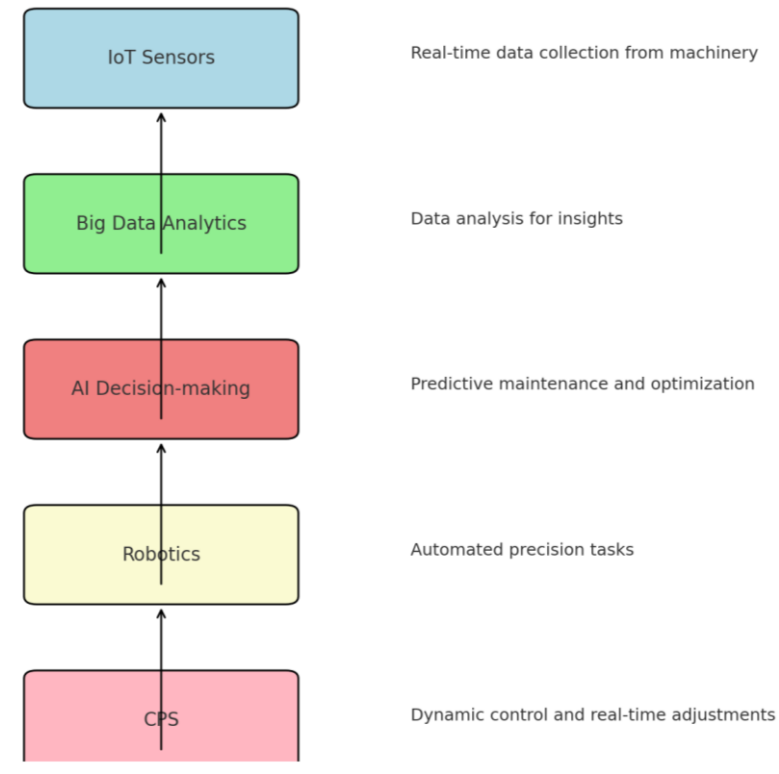 IoT Sensors
Real-time data collection from machinery
Big Data Analytics
Data analysis for insights
AI Decision-making
Predictive maintenance and optimization
Robotics
Automated precision tasks
CPS
Dynamic control and real-time adjustments